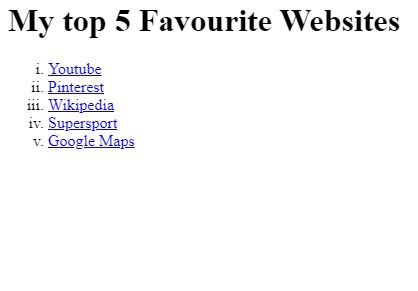 My top 5 Favourite Websites
i. Youtube
ii. Pinterest
iii. Wikipedia
iv. Supersport
v. Google Maps